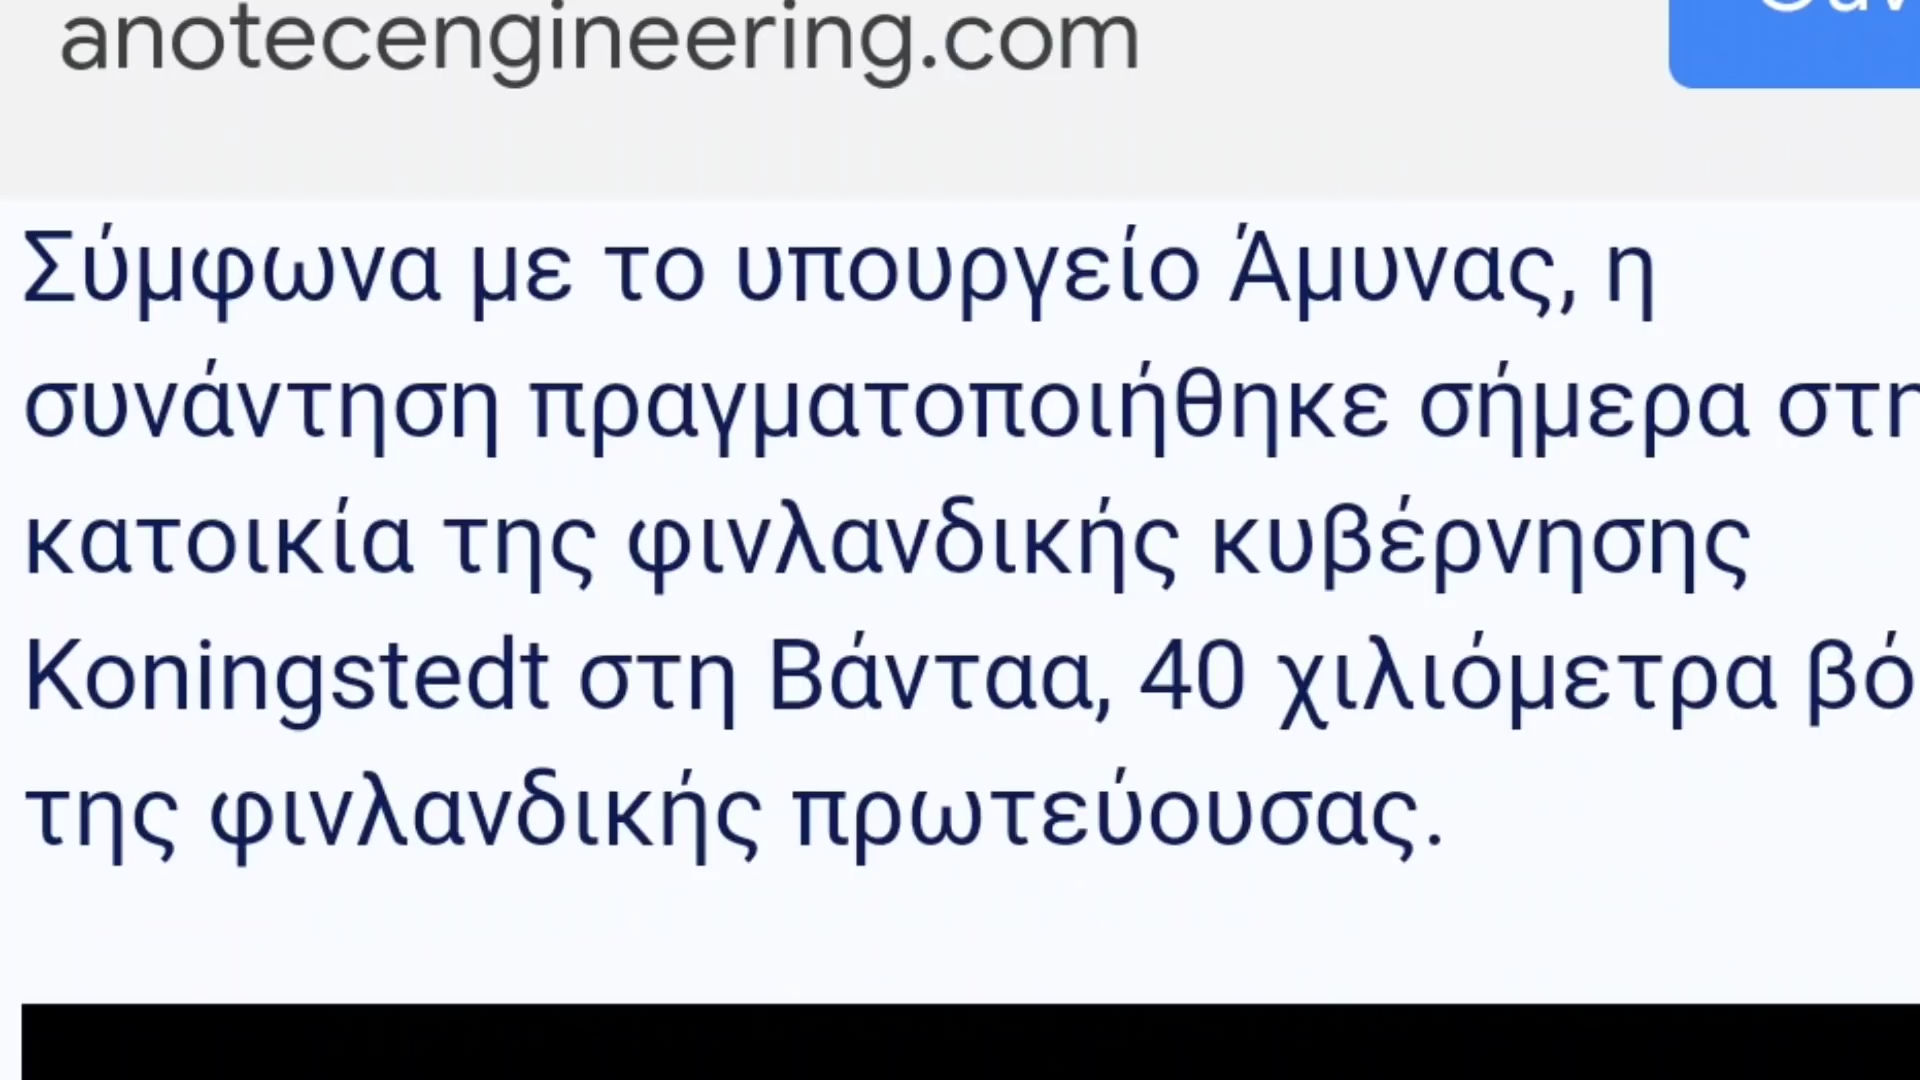 anotecengineering.com
Σύμφωνα με το υπουργείο Άμυνας, η
συνάντηση πραγματοποιήθηκε σήμερα στη
κατοικία της φινλανδικής κυβέρνησης
Koningstedt στη Βάνταα, 40 χιλιόμετρα
της φινλανδικής πρωτεύουσας.